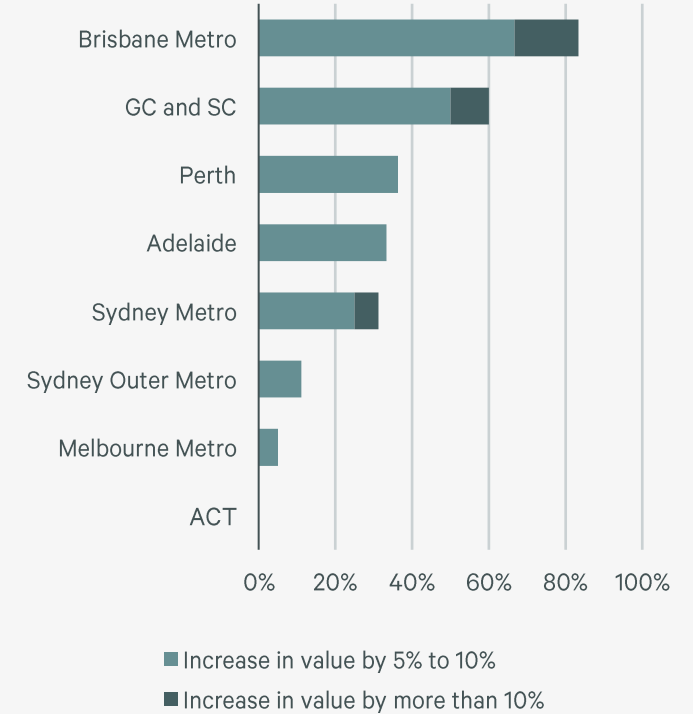 Brisbane Metro
GC and SC
Perth
Adelaide
Sydney Metro
Sydney Outer Metro
Melbourne Metro
ACT
0% 20% 40% 60% 80% 100%
Increase in value by 5% to 10%
Increase in value by more than 10%